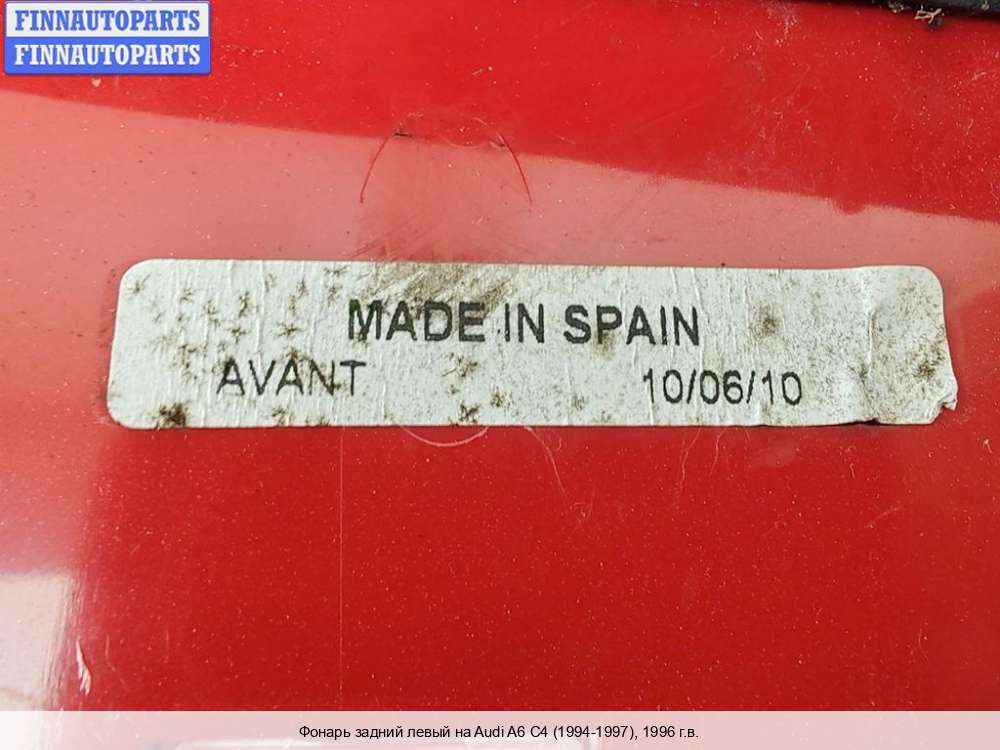 FINNAUTOPARTS
FINNAUTOPARTS
MADE IN SPAIN
AVANT 10/06/10
Фонарь задний левый на Audi A6 C4 (1994-1997), 1996 г.в.